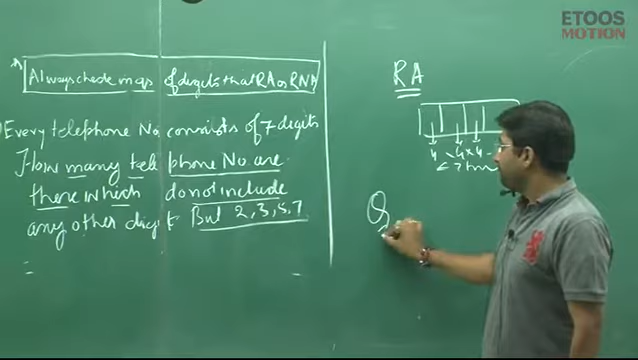 Always check mgs of digits that RA or RNA
Every telephone No consists of 7 digits
How many tele phone No are
there which do not include
any other digit But 2, 3, 5, 7
=
RA
4 4 × 4
← 7 times
Q
ETOOS
MOTION